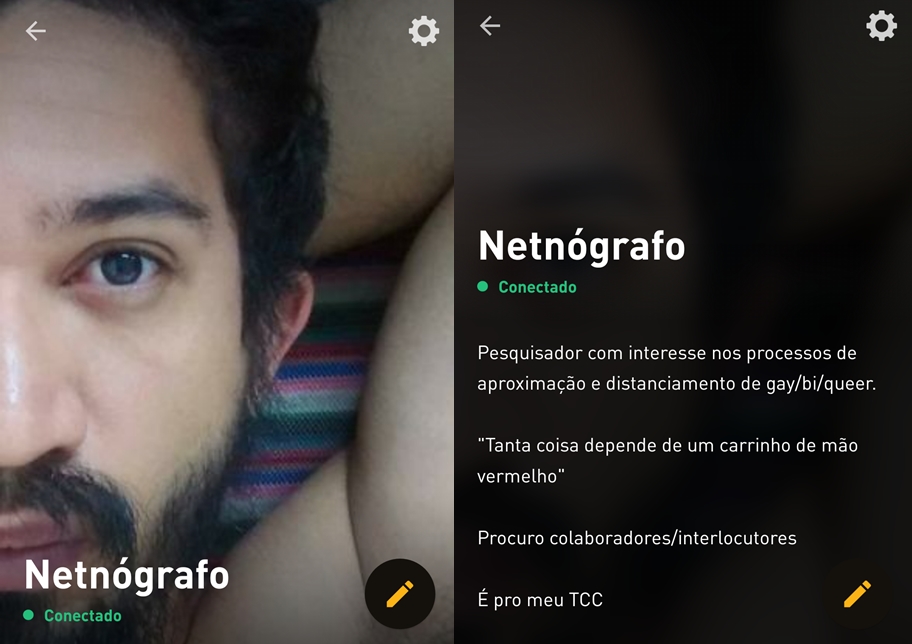 Netnógrafo
Conectado
Netnógrafo
Conectado
Pesquisador com interesse nos processos de
aproximação e distanciamento de gay/bi/queer.
"Tanta coisa depende de um carrinho de mão
vermelho"
Procuro colaboradores/interlocutores
É pro meu TCC